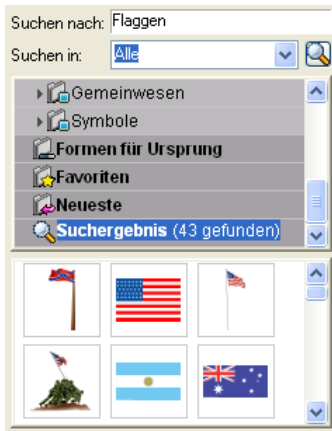 Suchen nach: Flaggen
Suchen in: Alle
Gemeinwesen
Symbole
Formen für Ursprung
Favoriten
Neueste
Suchergebnis (43 gefunden)